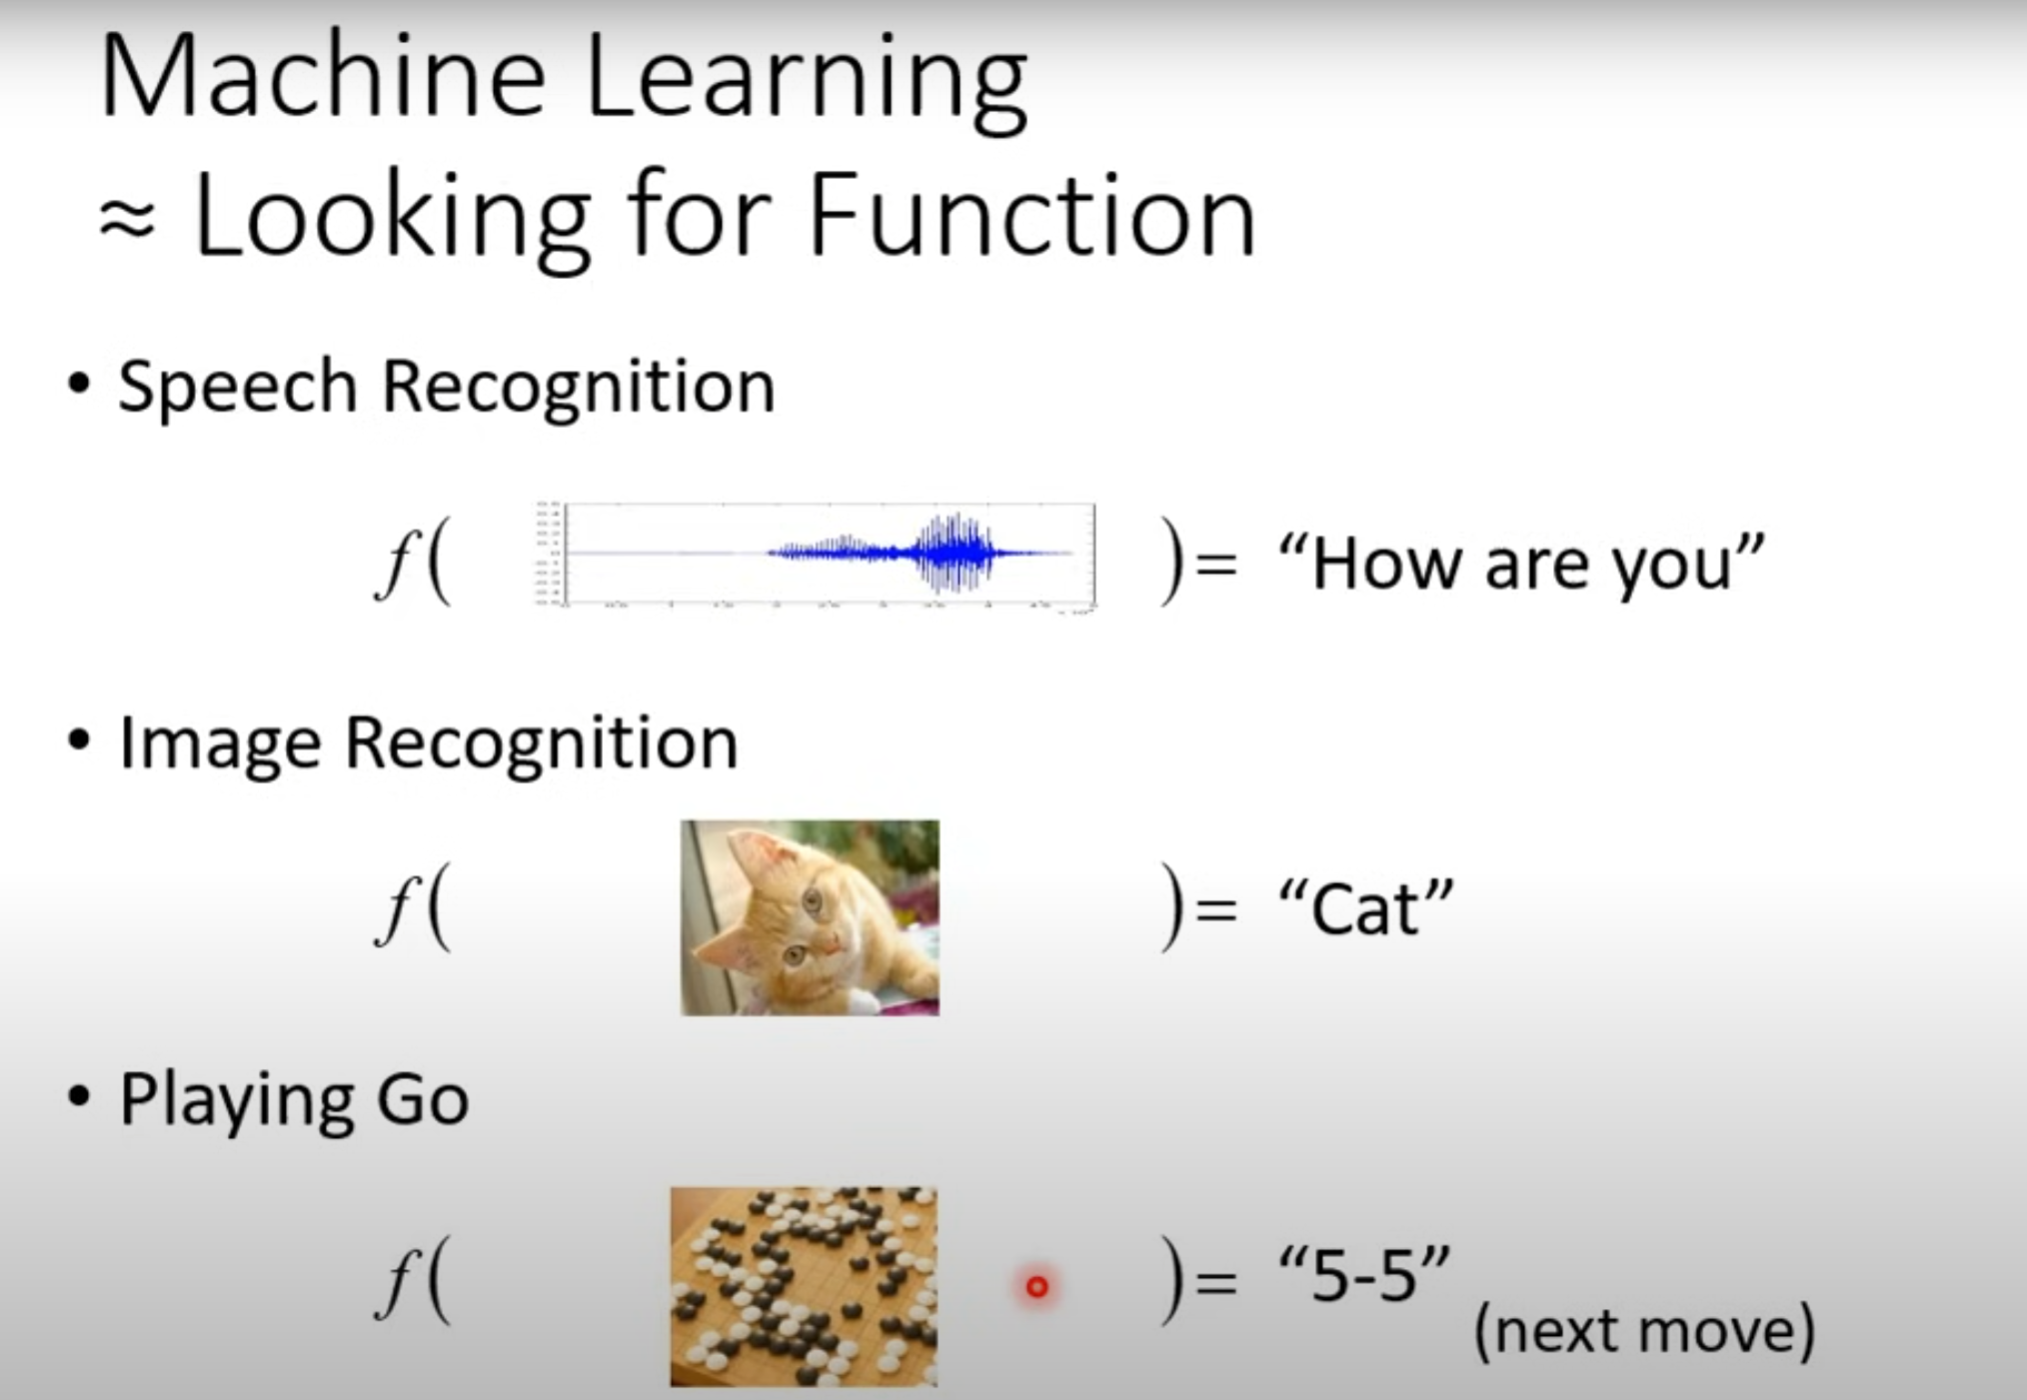 Machine Learning
≈ Looking for Function
• Speech Recognition
f( )= “How are you”
• Image Recognition
f( )= “Cat”
• Playing Go
f( )= “5-5”
(next move)